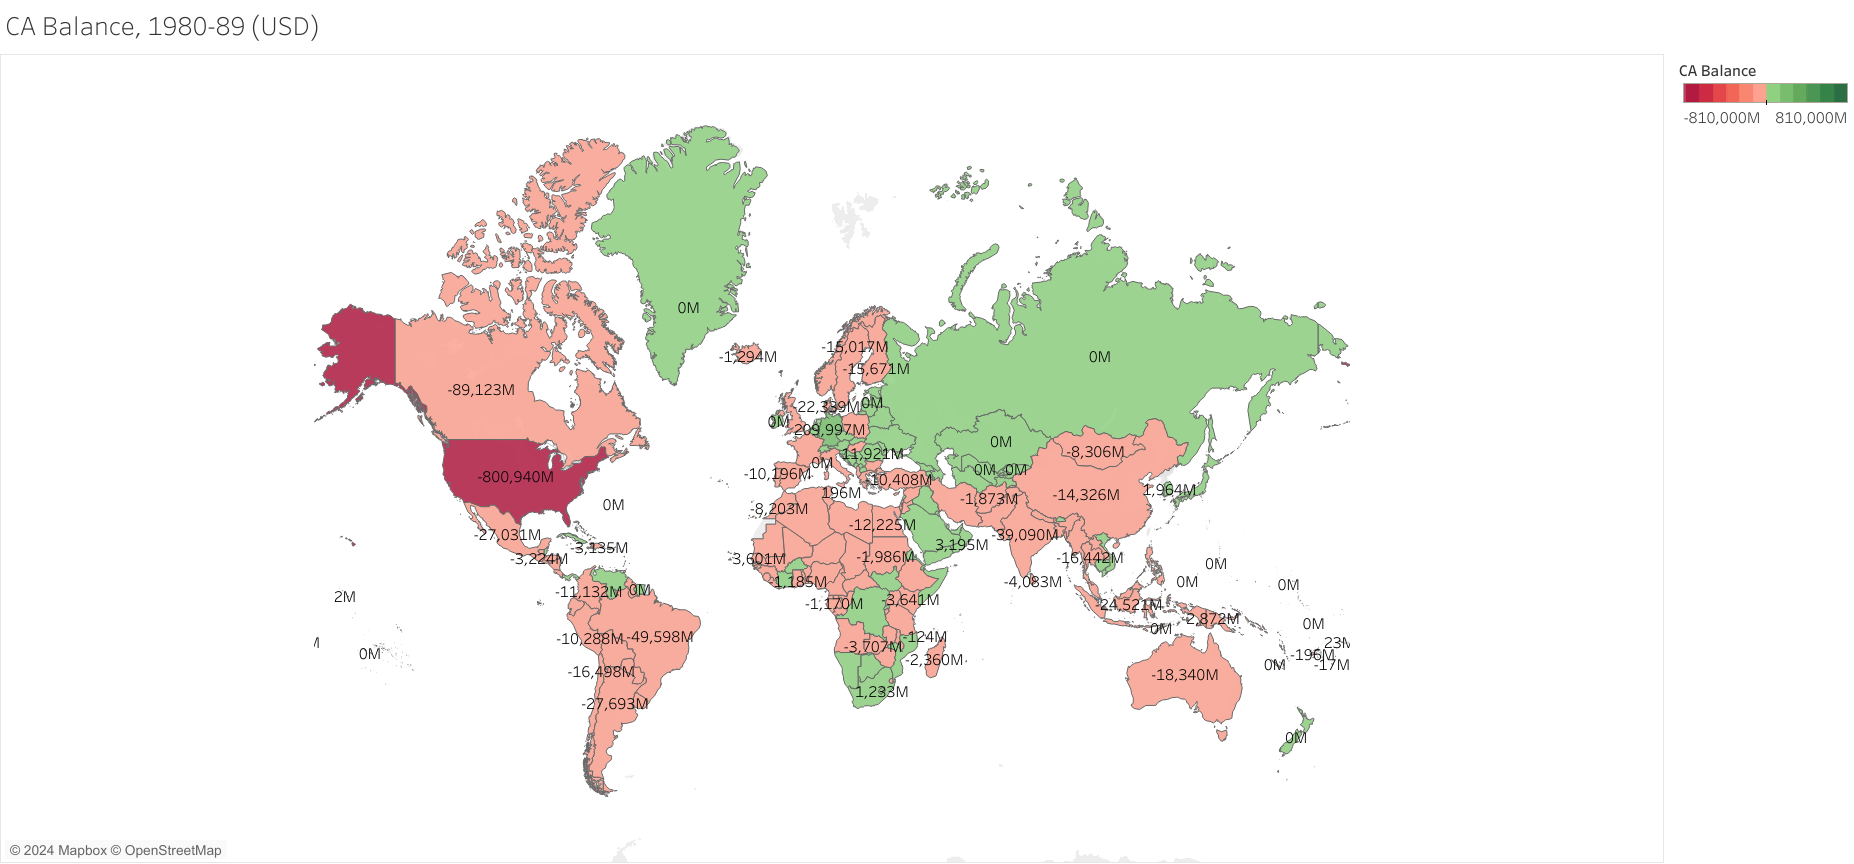 CA Balance, 1980-89 (USD)
CA Balance
-810,000M 810,000M
0M
-1,294M
-15,017M
0M
-15,671M
-89,123M
-22,339M
0M
0M
209,997M
0M
-8,306M
11,921M
0M
0M
0M
-10,196M
-800,940M
-10,408M
1,964M
196M
-1,873M
-14,326M
0M
-8,203M
-12,225M
-27,031M
-39,090M
3,195M
-3,135M
-3,224M
-3,601M
-1,986M
-16,442M
0M
1,185M
-4,083M
0M
0M
-11,132M
0M
2M
-1,170M
-3,641M
-24,521M
-2,872M
0M
0M
-10,288M
-49,598M
-124M
M
23M
-3,707M
0M
-196M
-2,360M
0M
-17M
-16,498M
-18,340M
1,233M
-27,693M
0M
© 2024 Mapbox © OpenStreetMap